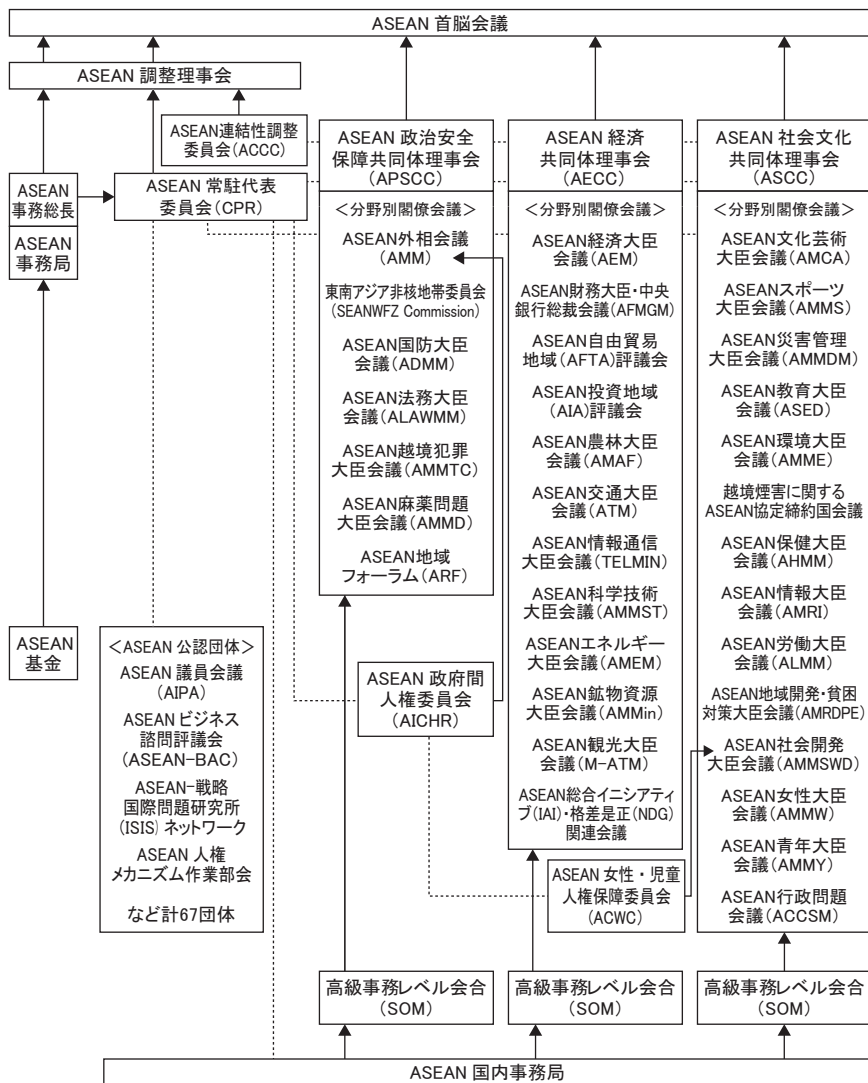 ASEAN 首脳会議
ASEAN 調整理事会
ASEAN連結性調整
委員会(ACCC)
ASEAN
事務総長
ASEAN
事務局
ASEAN 常駐代表
委員会(CPR)
ASEAN 政治安全
保障共同体理事会
(APSCC)
<分野別閣僚会議>
ASEAN外相会議
(AMM)
東南アジア非核地帯委員会
(SEANWFZ Commission)
ASEAN国防大臣
会議(ADMM)
ASEAN法務大臣
会議(ALAWMM)
ASEAN越境犯罪
大臣会議(AMMTC)
ASEAN麻薬問題
大臣会議(AMMD)
ASEAN地域
フォーラム(ARF)
ASEAN 経済
共同体理事会
(AECC)
<分野別閣僚会議>
ASEAN経済大臣
会議(AEM)
ASEAN財務大臣・中央
銀行総裁会議(AFMGM)
ASEAN自由貿易
地域(AFTA)評議会
ASEAN投資地域
(AIA)評議会
ASEAN農林大臣
会議(AMAF)
ASEAN交通大臣
会議(ATM)
ASEAN情報通信
大臣会議(TELMIN)
ASEAN科学技術
大臣会議(AMMST)
ASEANエネルギー
大臣会議(AMEM)
ASEAN鉱物資源
大臣会議(AMMin)
ASEAN観光大臣
会議(M-ATM)
ASEAN総合イニシアティ
ブ(IAI)・格差是正(NDG)
関連会議
ASEAN 社会文化
共同体理事会
(ASCC)
<分野別閣僚会議>
ASEAN文化芸術
大臣会議(AMCA)
ASEANスポーツ
大臣会議(AMMS)
ASEAN災害管理
大臣会議(AMMDM)
ASEAN教育大臣
会議(ASED)
ASEAN環境大臣
会議(AMME)
越境煙害に関する
ASEAN協定締約国会議
ASEAN保健大臣
会議(AHMM)
ASEAN情報大臣
会議(AMRI)
ASEAN労働大臣
会議(ALMM)
ASEAN地域開発・貧困
対策大臣会議(AMRDPE)
ASEAN社会開発
大臣会議(AMMSWD)
ASEAN女性大臣
会議(AMMW)
ASEAN青年大臣
会議(AMMY)
ASEAN行政問題
会議(ACCSM)
ASEAN
基金
<ASEAN 公認団体>
ASEAN 議員会議
(AIPA)
ASEAN ビジネス
諮問評議会
(ASEAN-BAC)
ASEAN-戦略
国際問題研究所
(ISIS) ネットワーク
ASEAN 人権
メカニズム作業部会
など計67団体
ASEAN 政府間
人権委員会
(AICHR)
ASEAN 女性・児童
人権保障委員会
(ACWC)
高級事務レベル会合
(SOM)
高級事務レベル会合
(SOM)
高級事務レベル会合
(SOM)
ASEAN 国内事務局